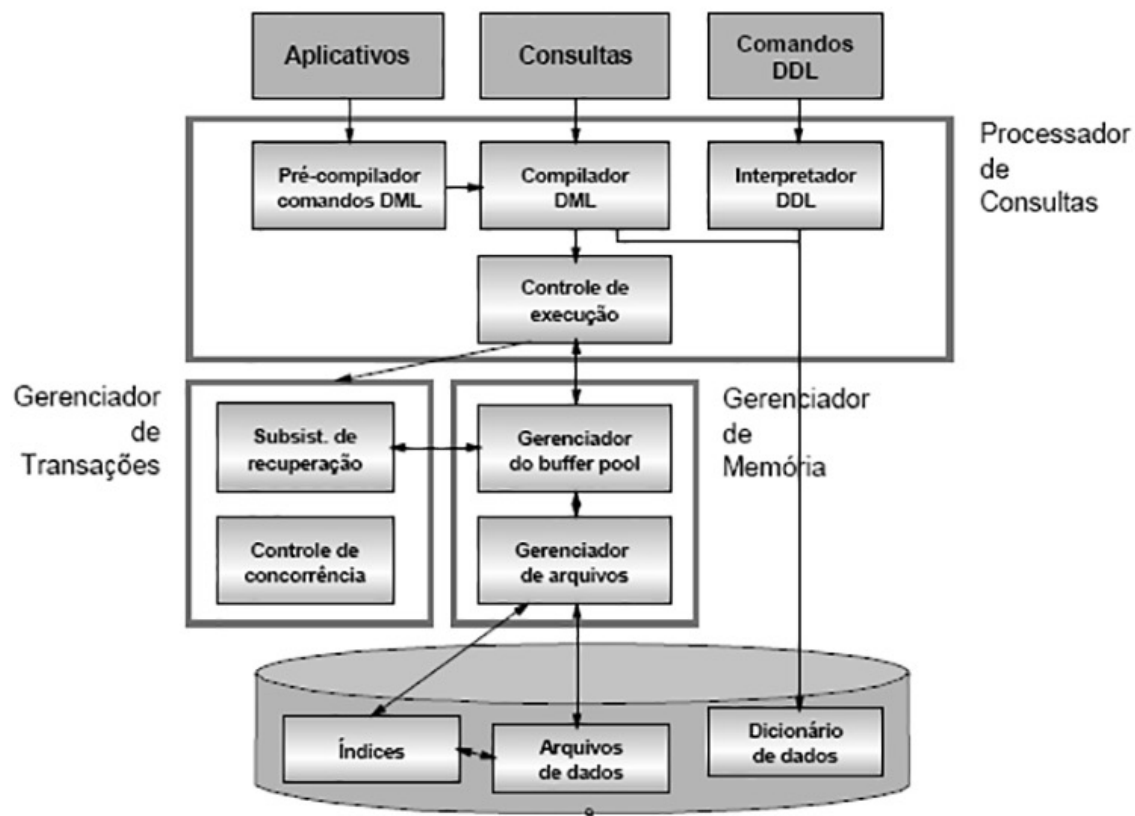 Aplicativos
Consultas
Comandos
DDL
Processador
de
Consultas
Pré-compilador
comandos DML
Compilador
DML
Interpretador
DDL
Controle de
execução
Gerenciador
de
Transações
Subsist. de
recuperação
Gerenciador
do buffer pool
Gerenciador
de
Memória
Controle de
concorrência
Gerenciador
de arquivos
Índices
Arquivos
de dados
Dicionário
de dados